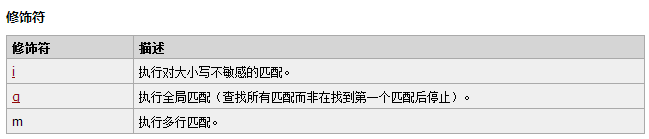 修饰符
修饰符 描述
i 执行对大小写不敏感的匹配。
g 执行全局匹配（查找所有匹配而非在找到第一个匹配后停止）。
m 执行多行匹配。